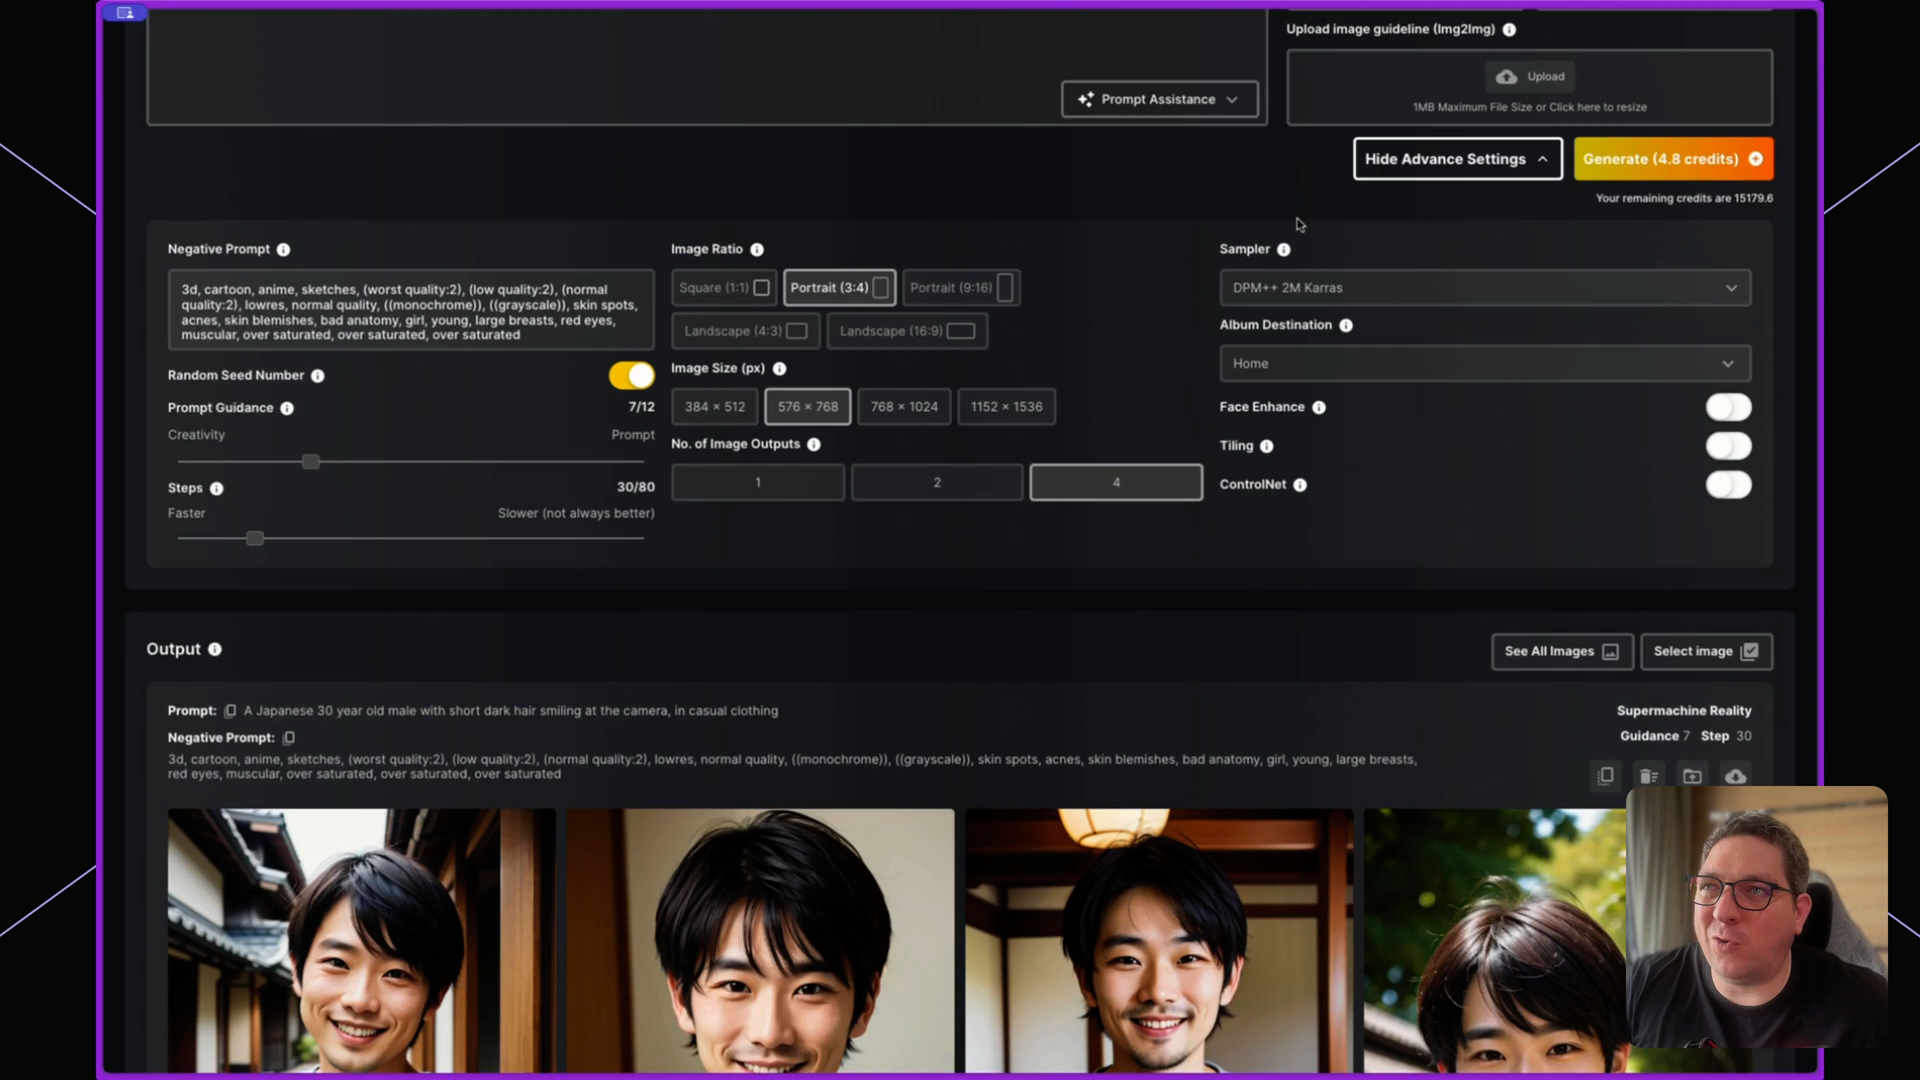 Upload image guideline (Img2Img)
Upload
1MB Maximum File Size or Click here to resize
Prompt Assistance
Hide Advance Settings
Generate (4.8 credits)
Your remaining credits are 15179.6
Negative Prompt
3d, cartoon, anime, sketches, (worst quality:2), (low quality:2), (normal
quality:2), lowres, normal quality, ((monochrome)), ((grayscale)), skin spots,
acnes, skin blemishes, bad anatomy, girl, young, large breasts, red eyes,
muscular, over saturated, over saturated, over saturated
Random Seed Number
Prompt Guidance
7/12
Creativity
Prompt
Steps
30/80
Faster
Slower (not always better)
Image Ratio
Square (1:1)
Portrait (3:4)
Portrait (9:16)
Landscape (4:3)
Landscape (16:9)
Image Size (px)
384 × 512
576 × 768
768 × 1024
1152 × 1536
No. of Image Outputs
1
2
4
Sampler
DPM++ 2M Karras
Album Destination
Home
Face Enhance
Tiling
ControlNet
Output
See All Images
Select image
Prompt: A Japanese 30 year old male with short dark hair smiling at the camera, in casual clothing
Supermachine Reality
Negative Prompt:
Guidance 7 Step 30
3d, cartoon, anime, sketches, (worst quality:2), (low quality:2), (normal quality:2), lowres, normal quality, ((monochrome)), ((grayscale)), skin spots, acnes, skin blemishes, bad anatomy, girl, young, large breasts,
red eyes, muscular, over saturated, over saturated, over saturated